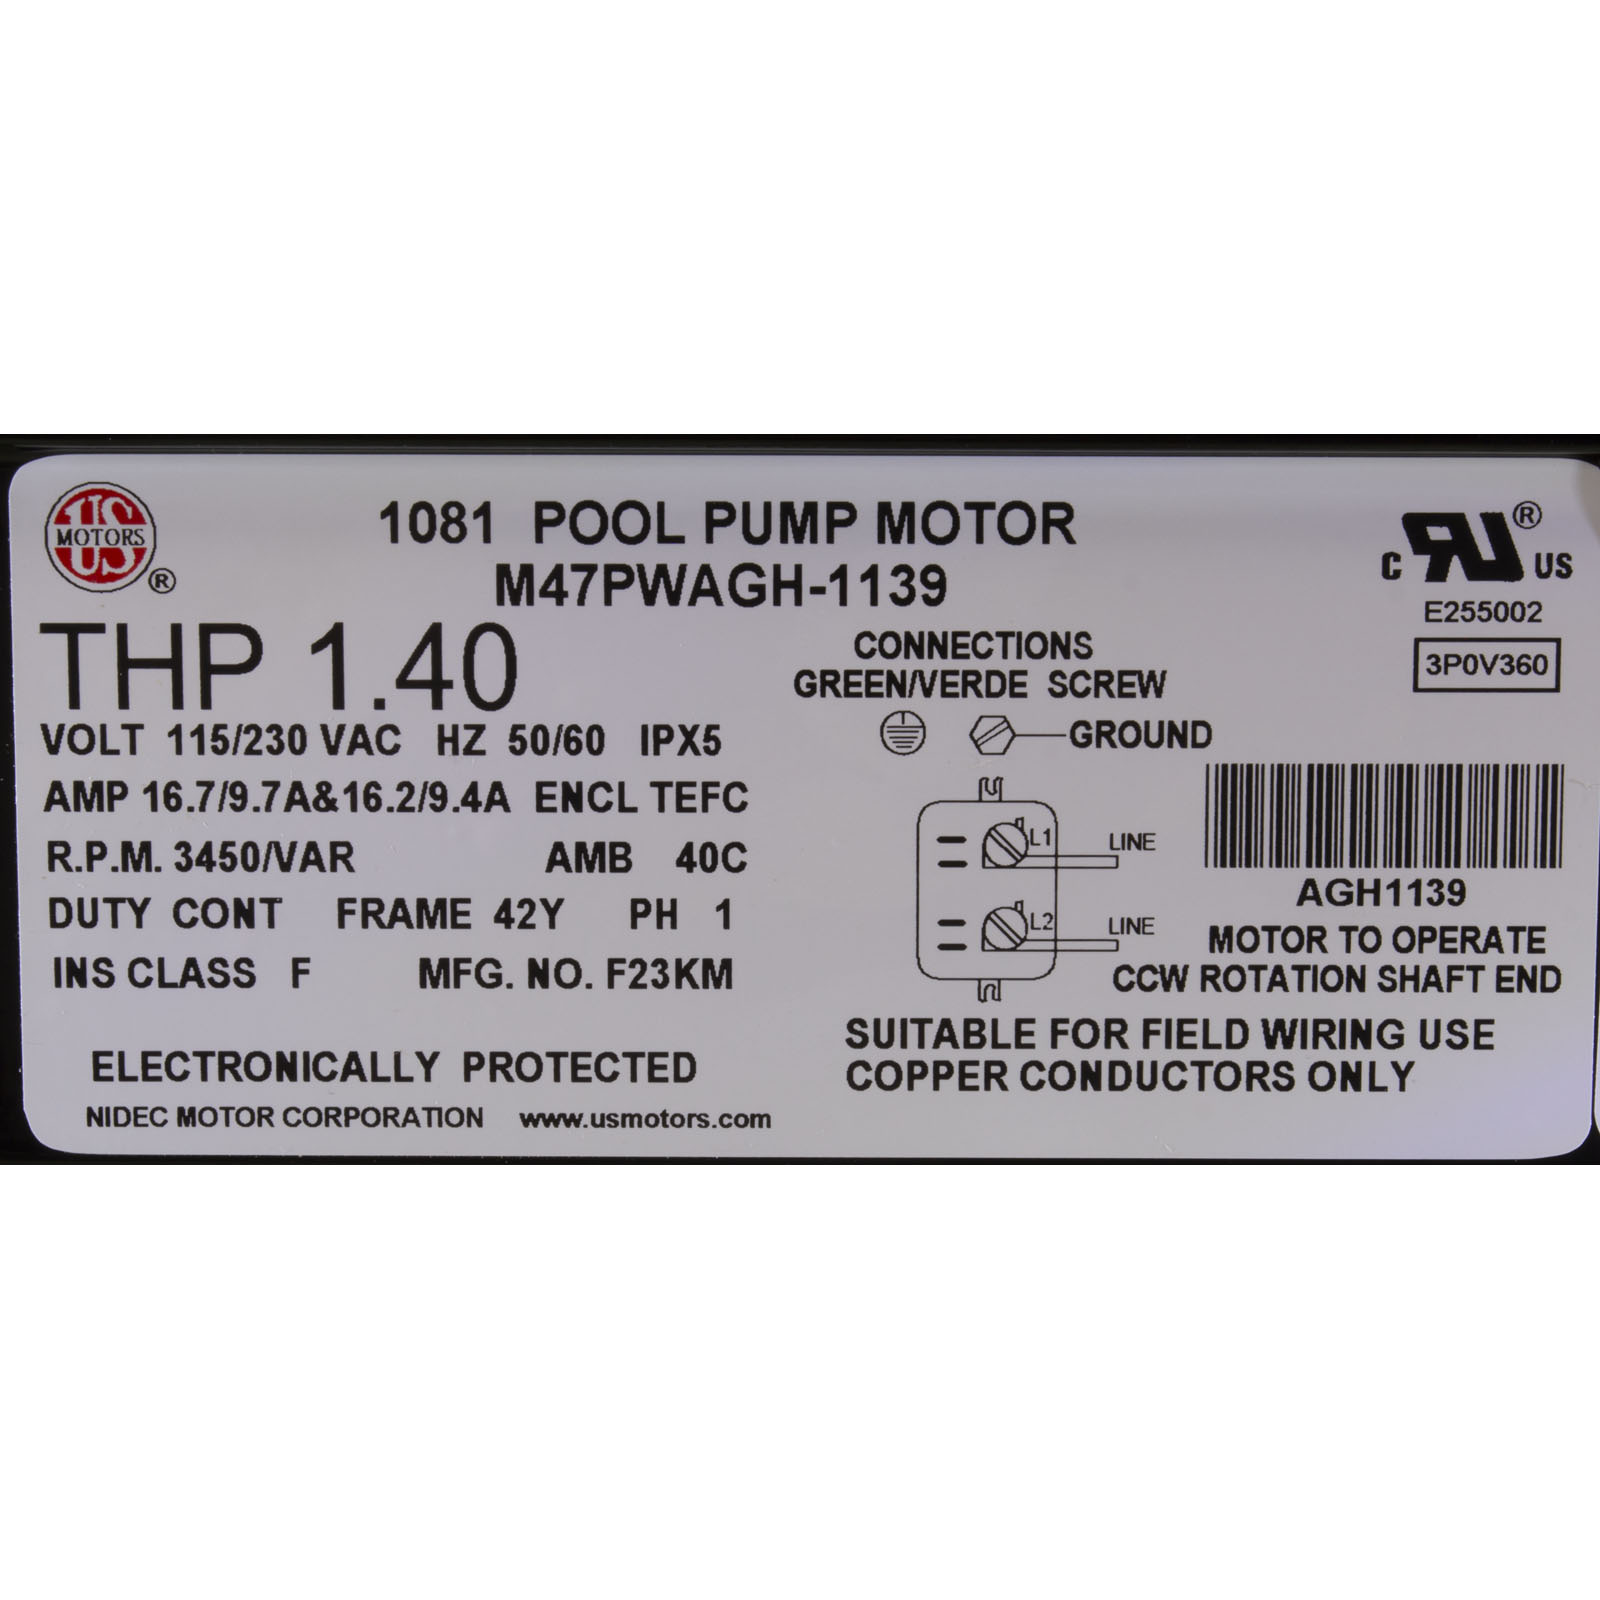 US
MOTORS
®
1081 POOL PUMP MOTOR
M47PWAGH-1139
THP 1.40
VOLT 115/230 VAC HZ 50/60 IPX5
AMP 16.7/9.7A&16.2/9.4A ENCL TEFC
R.P.M. 3450/VAR AMB 40C
DUTY CONT FRAME 42Y PH 1
INS CLASS F MFG. NO. F23KM
ELECTRONICALLY PROTECTED
NIDEC MOTOR CORPORATION www.usmotors.com
CONNECTIONS
GREEN/VERDE SCREW
GROUND
L1 LINE
L2 LINE
C RU ® US
E255002
3P0V360
AGH1139
MOTOR TO OPERATE
CCW ROTATION SHAFT END
SUITABLE FOR FIELD WIRING USE
COPPER CONDUCTORS ONLY